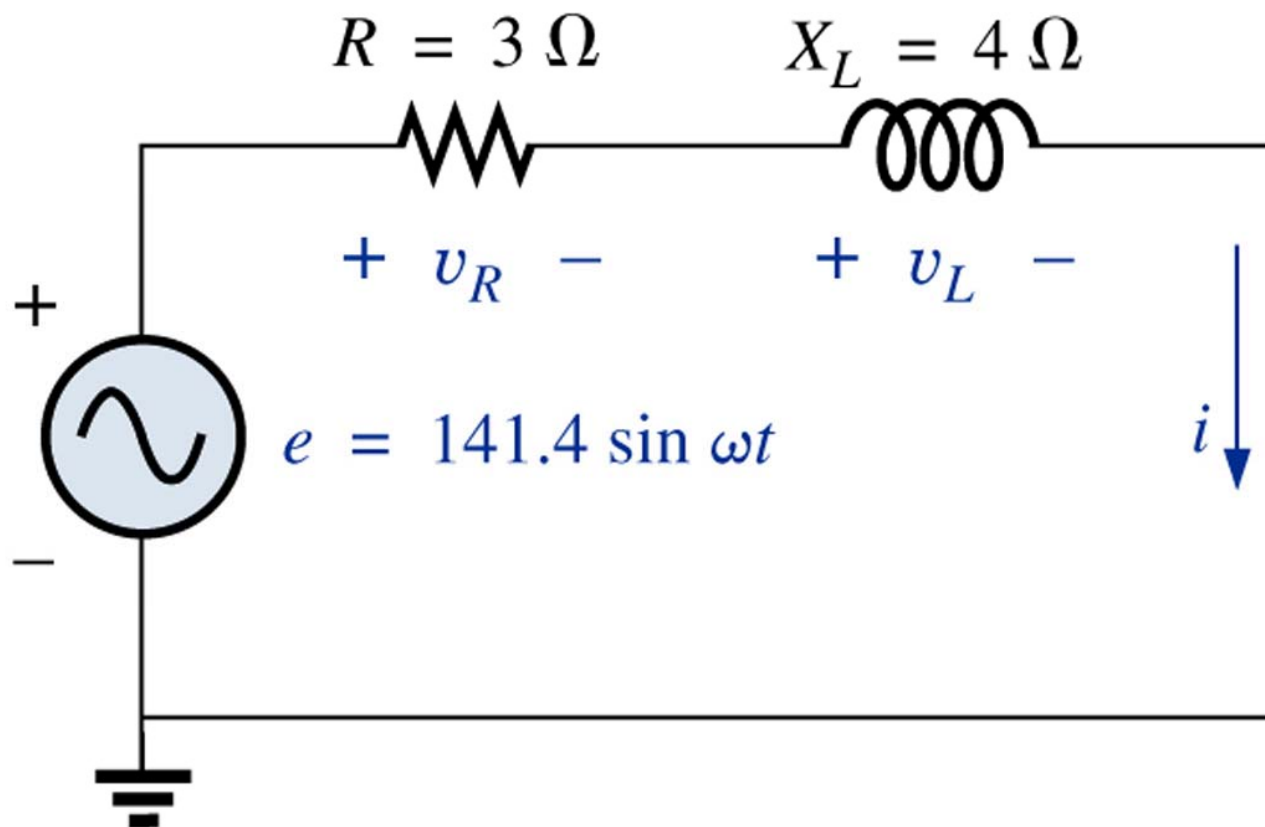 R = 3 Ω
X_L = 4 Ω
+ v_R −
+ v_L −
+
e = 141.4 sin ωt
i
−